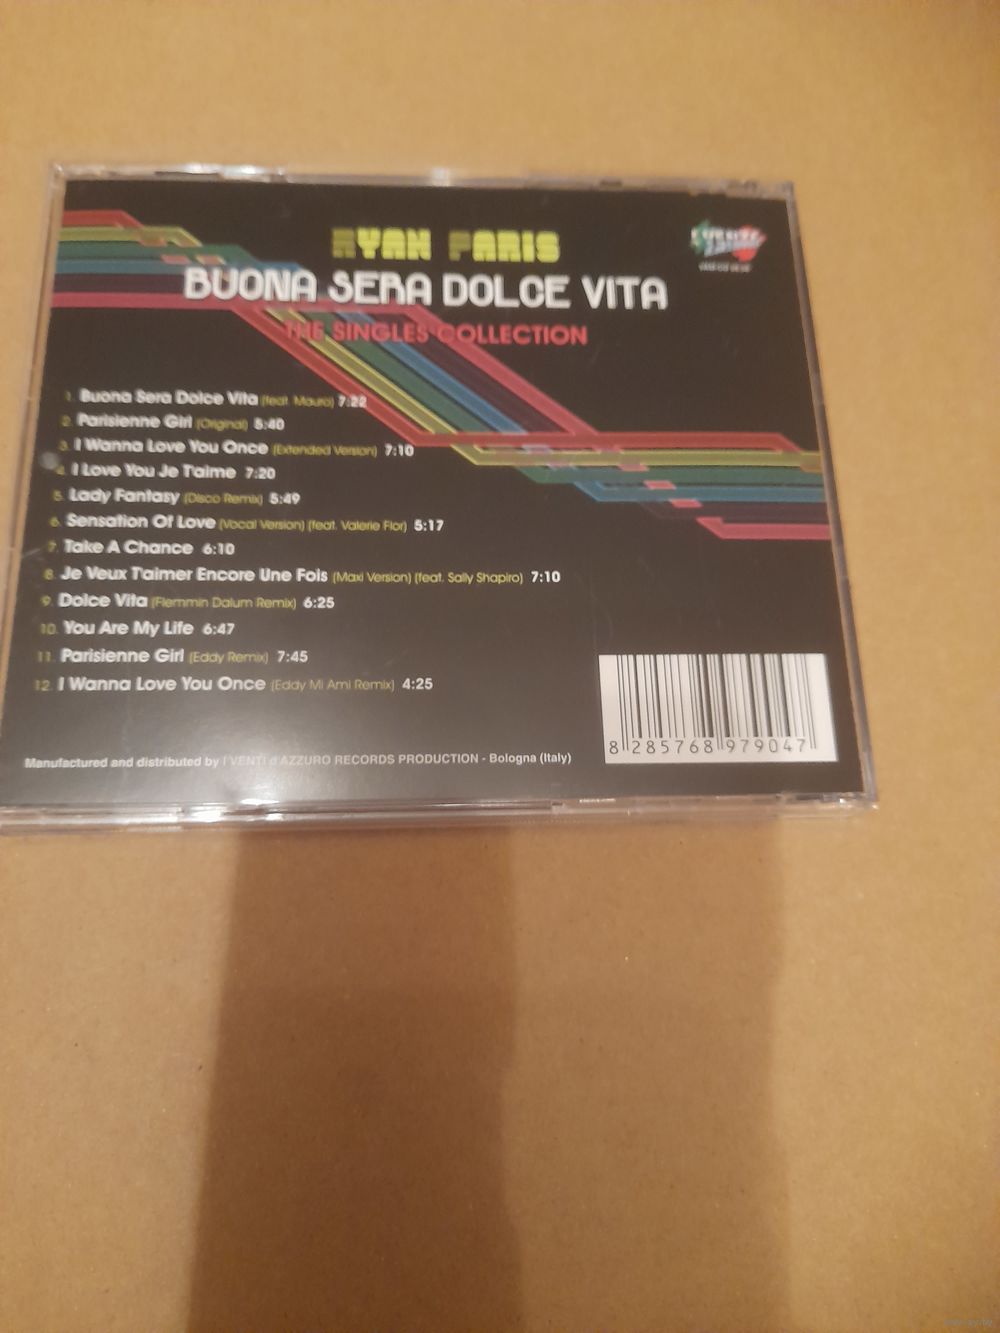 RYAN PARIS
BUONA SERA DOLCE VITA
THE SINGLES COLLECTION
1. Buona Sera Dolce Vita (feat. Mauro) 7:22
2. Parisienne Girl (Original) 5:40
3. I Wanna Love You Once (Extended Version) 7:10
4. I Love You Je T'aime 7:20
5. Lady Fantasy (Disco Remix) 5:49
6. Sensation Of Love (Vocal Version) (feat. Valerie Flor) 5:17
7. Take A Chance 6:10
8. Je Veux T'aimer Encore Une Fois (Maxi Version) (feat. Sally Shapiro) 7:10
9. Dolce Vita (Flemmin Dalum Remix) 6:25
10. You Are My Life 6:47
11. Parisienne Girl (Eddy Remix) 7:45
12. I Wanna Love You Once (Eddy Mi Ami Remix) 4:25
8 285768 979047
Manufactured and distributed by I VENTI d AZZURO RECORDS PRODUCTION - Bologna (Italy)